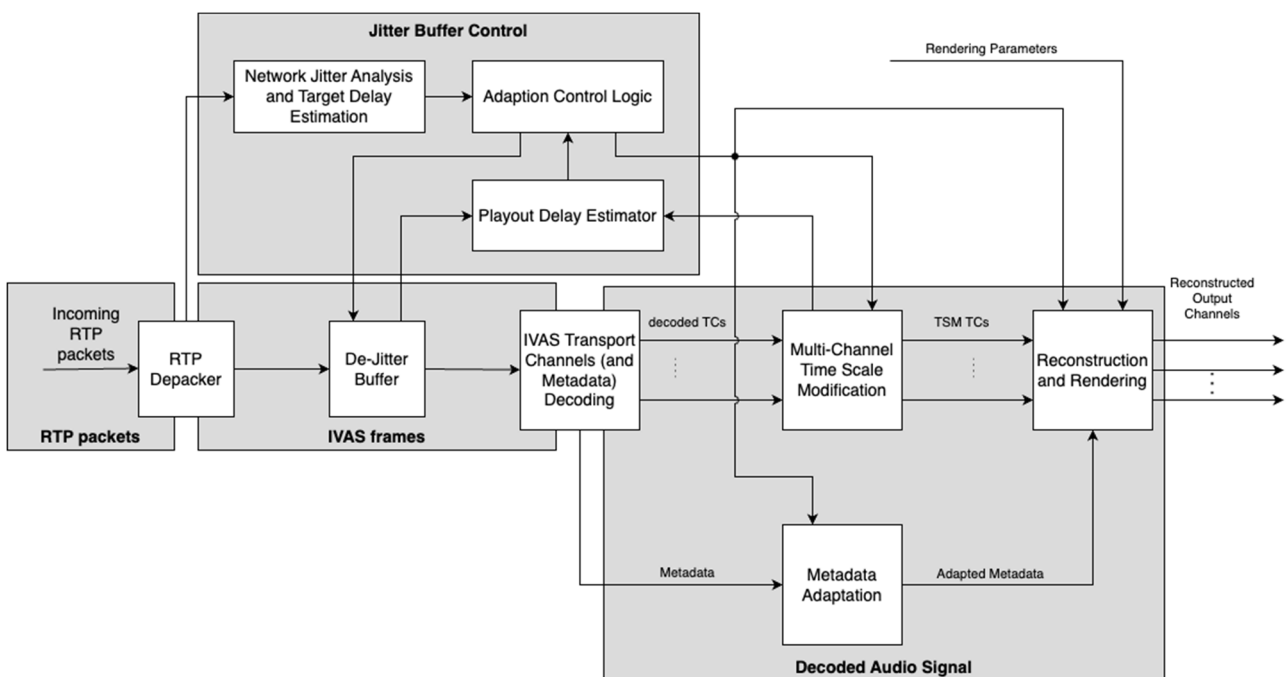 Jitter Buffer Control
Network Jitter Analysis
and Target Delay
Estimation
Adaption Control Logic
Rendering Parameters
Playout Delay Estimator
Incoming
RTP
packets
RTP
Depacker
De-Jitter
Buffer
IVAS Transport
Channels (and
Metadata)
Decoding
decoded TCs
Multi-Channel
Time Scale
Modification
TSM TCs
Reconstruction
and Rendering
Reconstructed
Output
Channels
RTP packets
IVAS frames
Metadata
Metadata
Adaptation
Adapted Metadata
Decoded Audio Signal